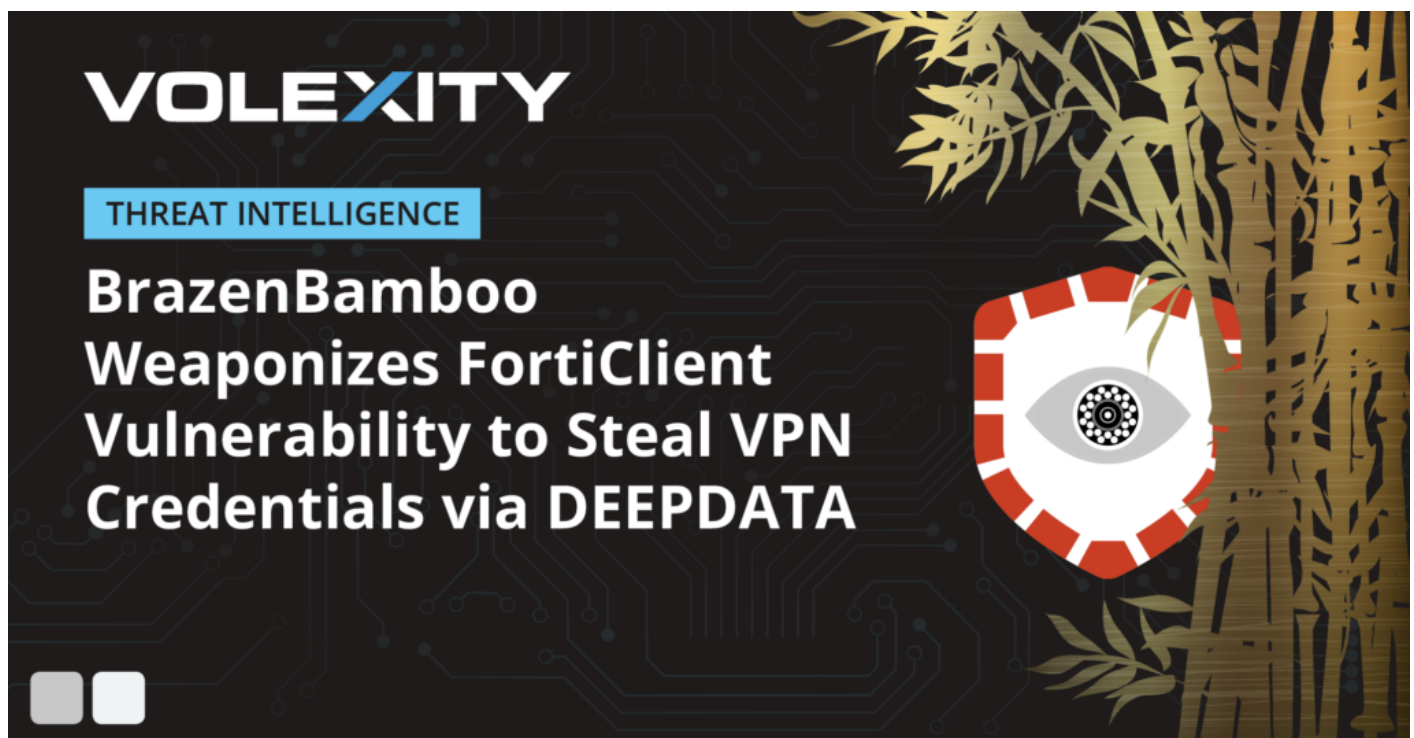 VOLEXITY
THREAT INTELLIGENCE
BrazenBamboo
Weaponizes FortiClient
Vulnerability to Steal VPN
Credentials via DEEPDATA